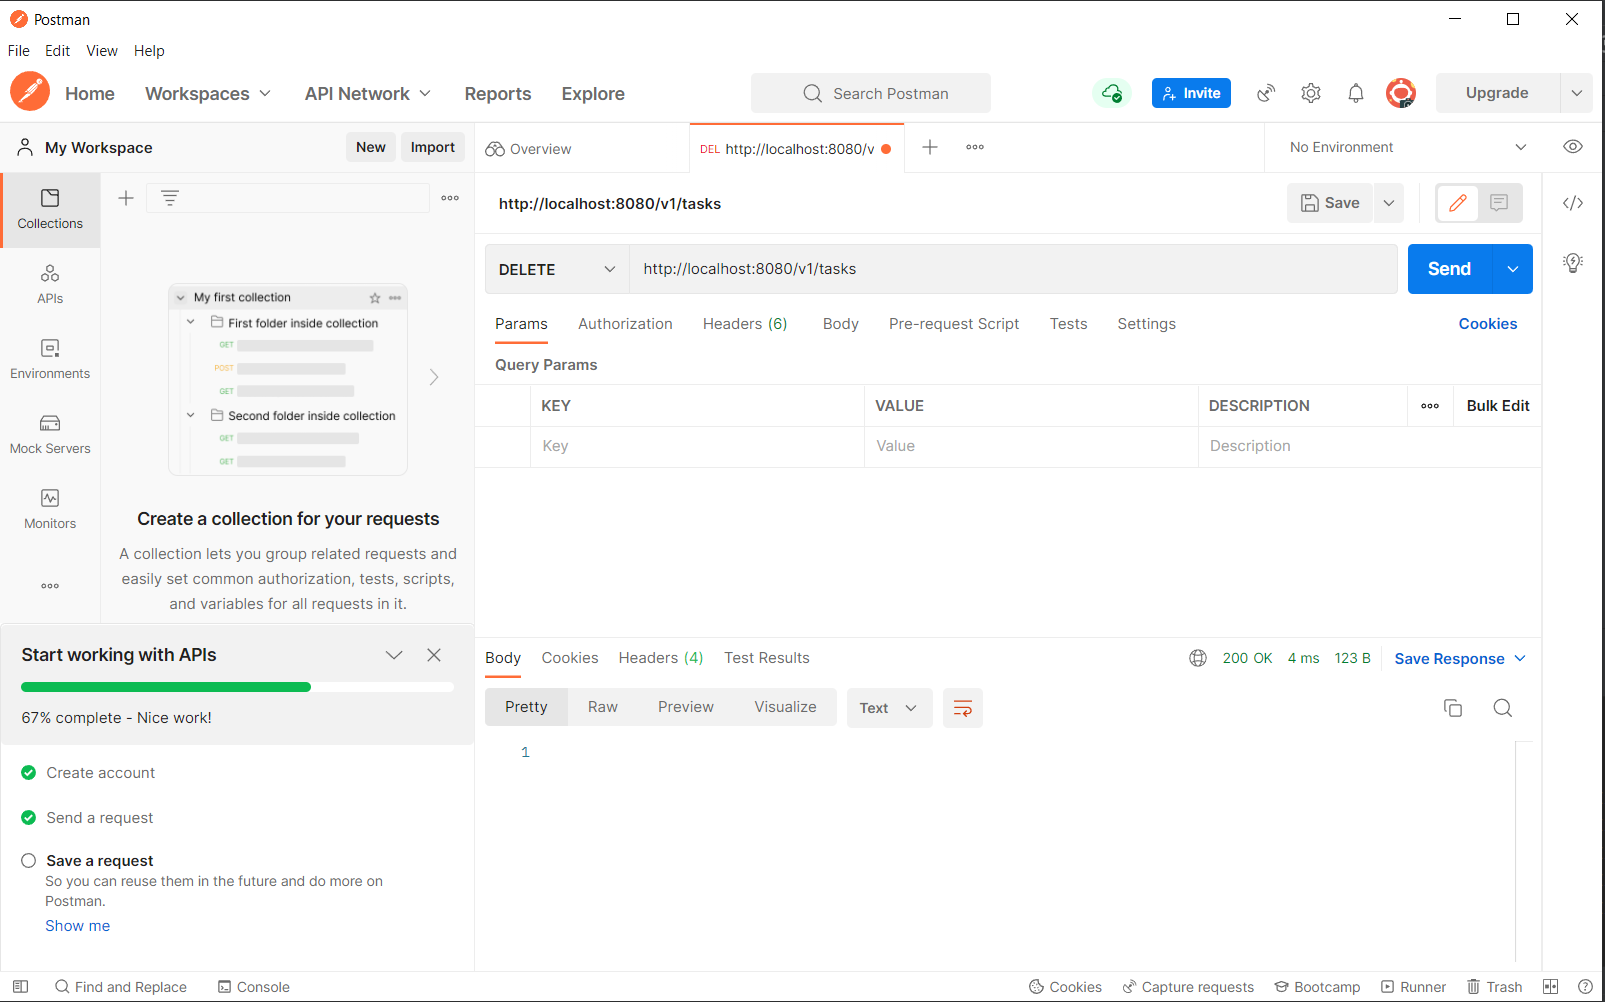 Postman
File Edit View Help
Home Workspaces API Network Reports Explore Search Postman Invite Upgrade
My Workspace New Import Overview DEL http://localhost:8080/v No Environment
http://localhost:8080/v1/tasks Save
Collections
APIs
Environments
Mock Servers
Monitors
My first collection
First folder inside collection
GET
POST
GET
Second folder inside collection
GET
GET
Create a collection for your requests
A collection lets you group related requests and
easily set common authorization, tests, scripts,
and variables for all requests in it.
Start working with APIs
67% complete - Nice work!
Create account
Send a request
Save a request
So you can reuse them in the future and do more on
Postman.
Show me
DELETE http://localhost:8080/v1/tasks Send
Params Authorization Headers (6) Body Pre-request Script Tests Settings Cookies
Query Params
KEY VALUE DESCRIPTION Bulk Edit
Key Value Description
Body Cookies Headers (4) Test Results 200 OK 4 ms 123 B Save Response
Pretty Raw Preview Visualize Text
1
Find and Replace Console Cookies Capture requests Bootcamp Runner Trash